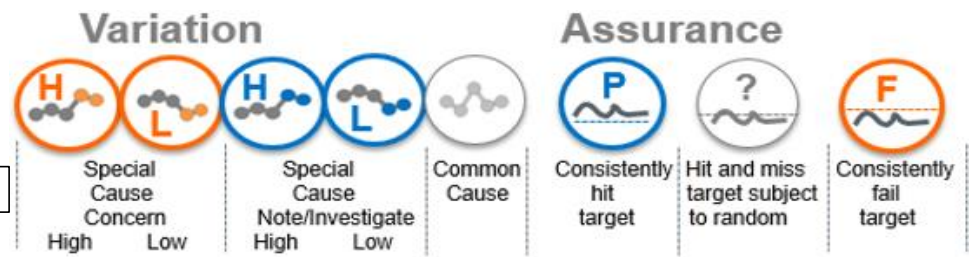 Variation
Assurance
H
L
H
L
P
?
F
Special
Cause
Concern
High Low
Special
Cause
Note/Investigate
High Low
Common
Cause
Consistently
hit
target
Hit and miss
target subject
to random
Consistently
fail
target